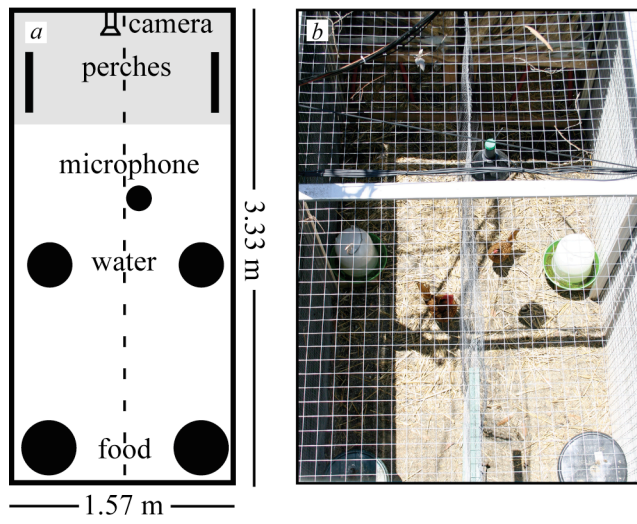 a
camera
perches
microphone
water
food
3.33 m
1.57 m
b